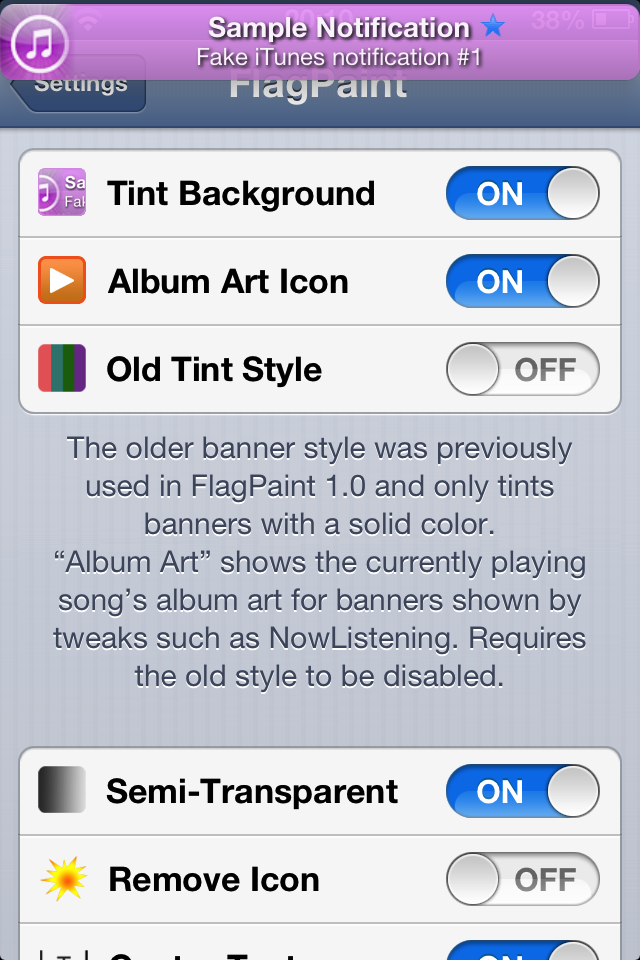 Sample Notification
38%
Fake iTunes notification #1
Settings
FlagPaint
Sa
Fak
Tint Background
ON
Album Art Icon
ON
Old Tint Style
OFF
The older banner style was previously
used in FlagPaint 1.0 and only tints
banners with a solid color.
“Album Art” shows the currently playing
song’s album art for banners shown by
tweaks such as NowListening. Requires
the old style to be disabled.
Semi-Transparent
ON
Remove Icon
OFF
Center Text
ON